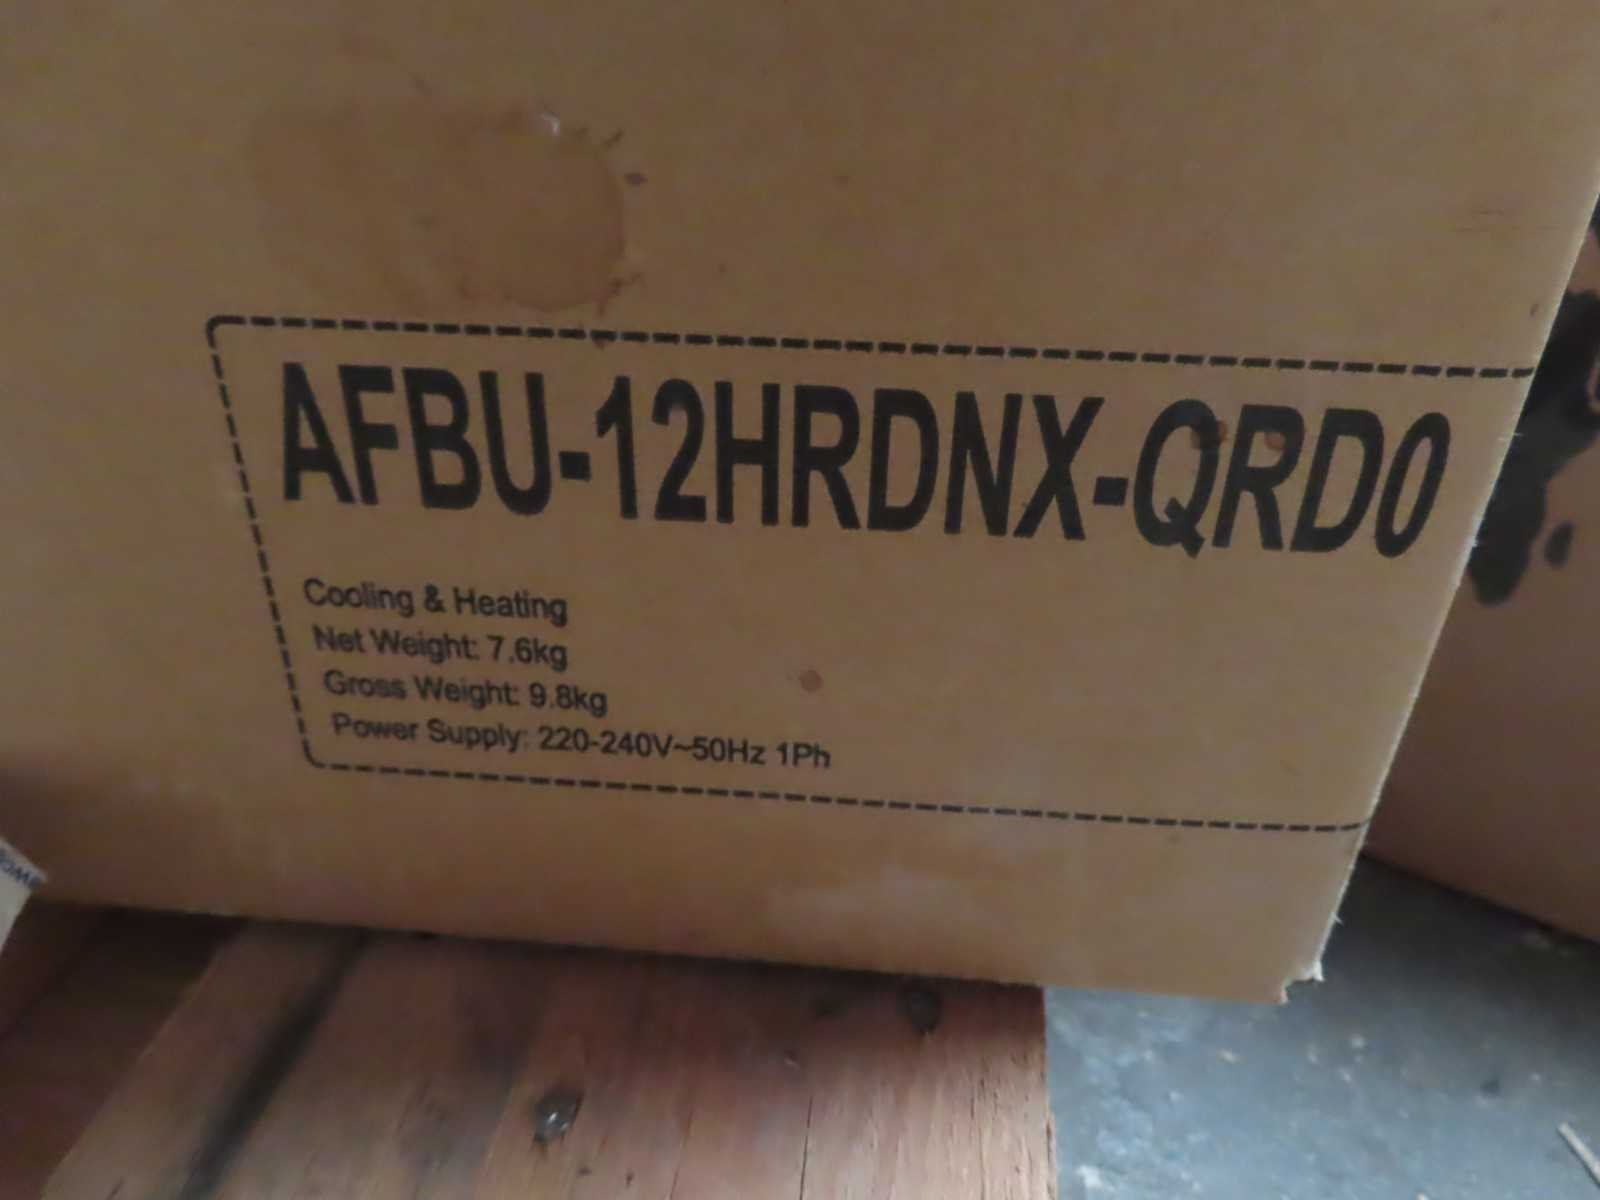 AFBU-12HRDNX-QRD0
Cooling & Heating
Net Weight: 7.6kg
Gross Weight: 9.8kg
Power Supply: 220-240V~50Hz 1Ph